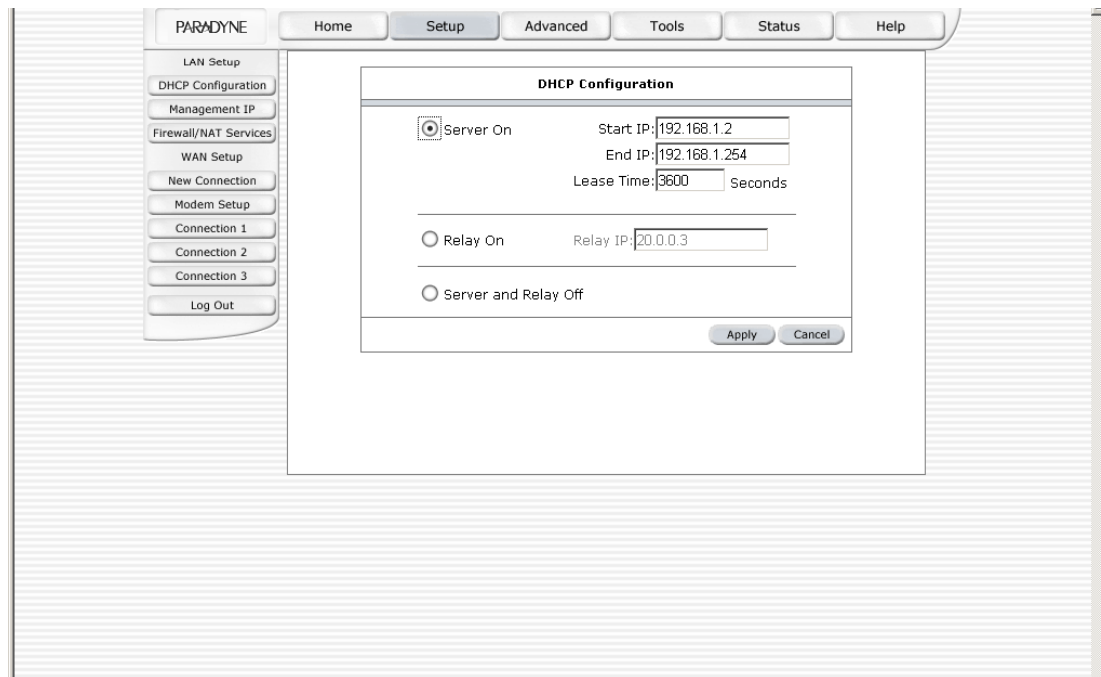 PARADYNE Home Setup Advanced Tools Status Help
LAN Setup
DHCP Configuration
Management IP
Firewall/NAT Services
WAN Setup
New Connection
Modem Setup
Connection 1
Connection 2
Connection 3
Log Out
DHCP Configuration
Server On Start IP: 192.168.1.2
End IP: 192.168.1.254
Lease Time: 3600 Seconds
Relay On Relay IP: 20.0.0.3
Server and Relay Off
Apply Cancel